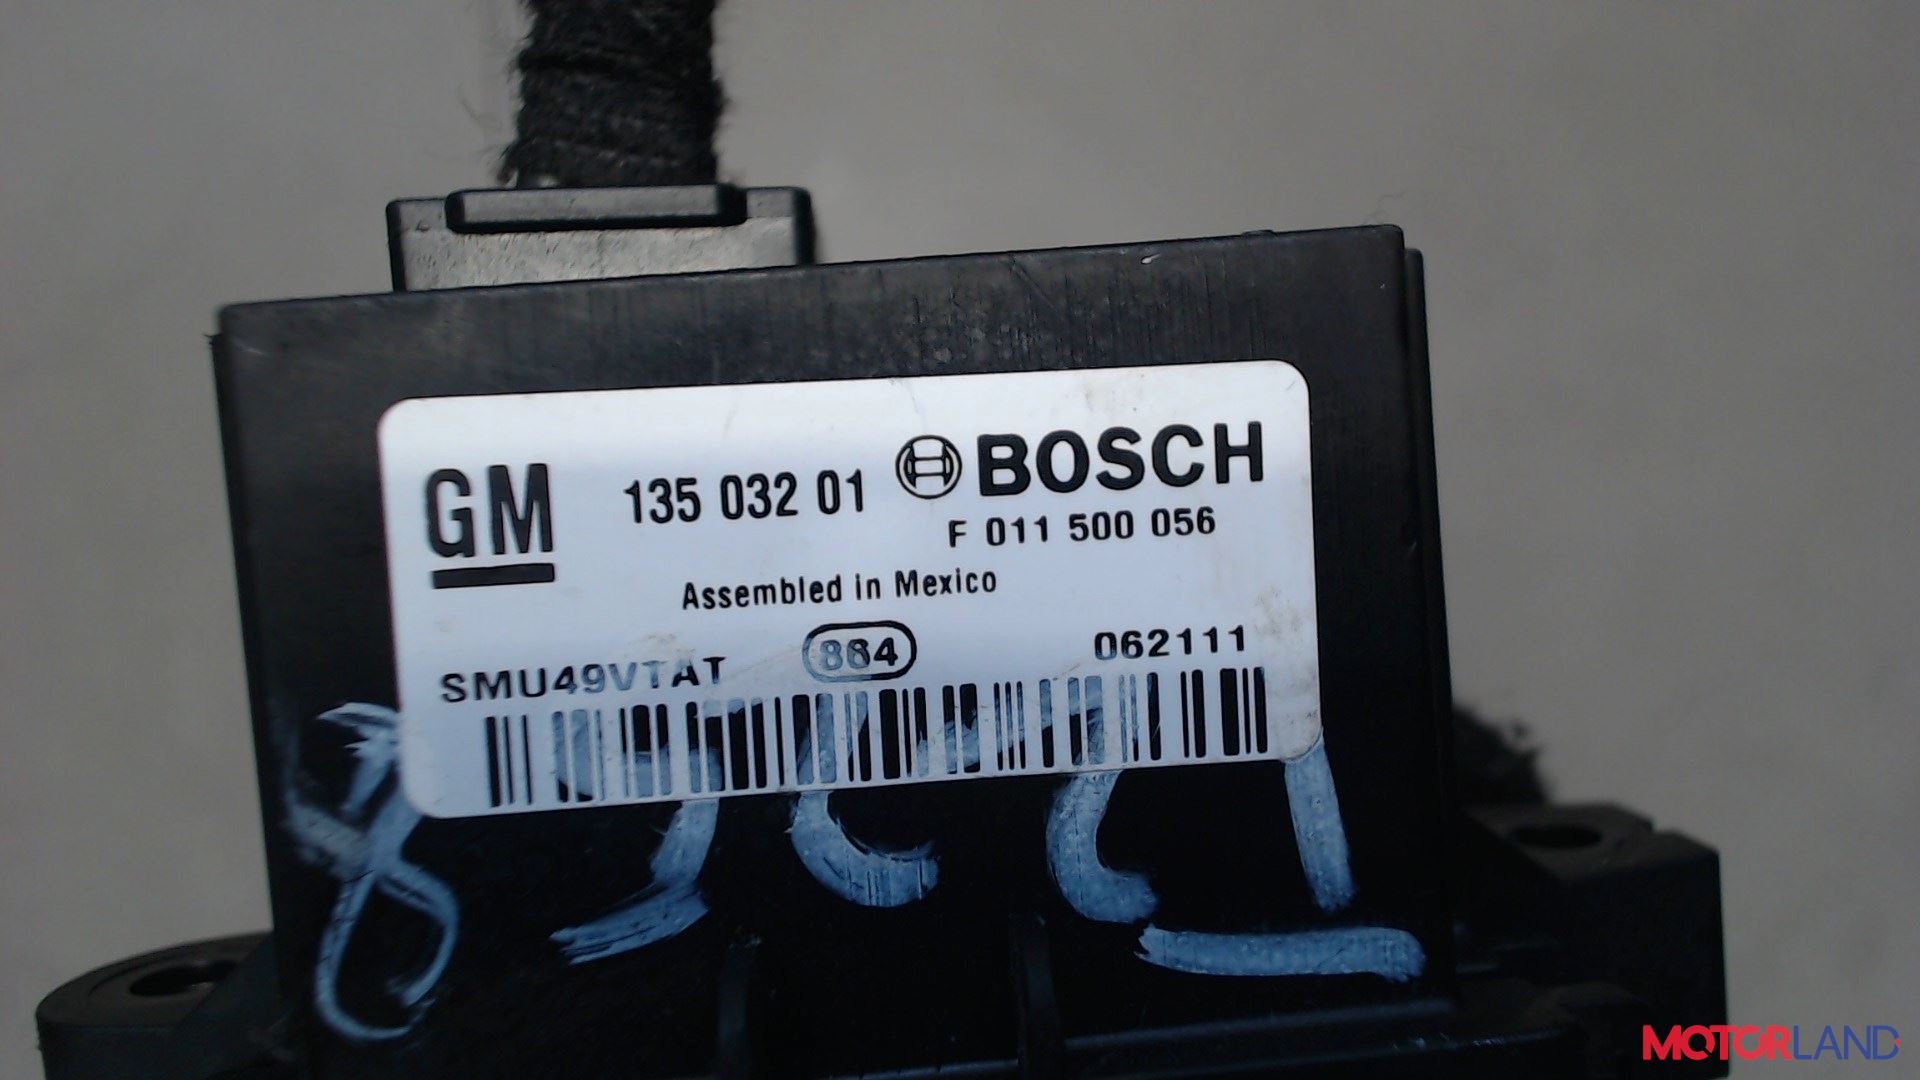 GM 135 032 01 BOSCH
F 011 500 056
Assembled in Mexico
SMU49VTAT 884 062111
MOTORLAND